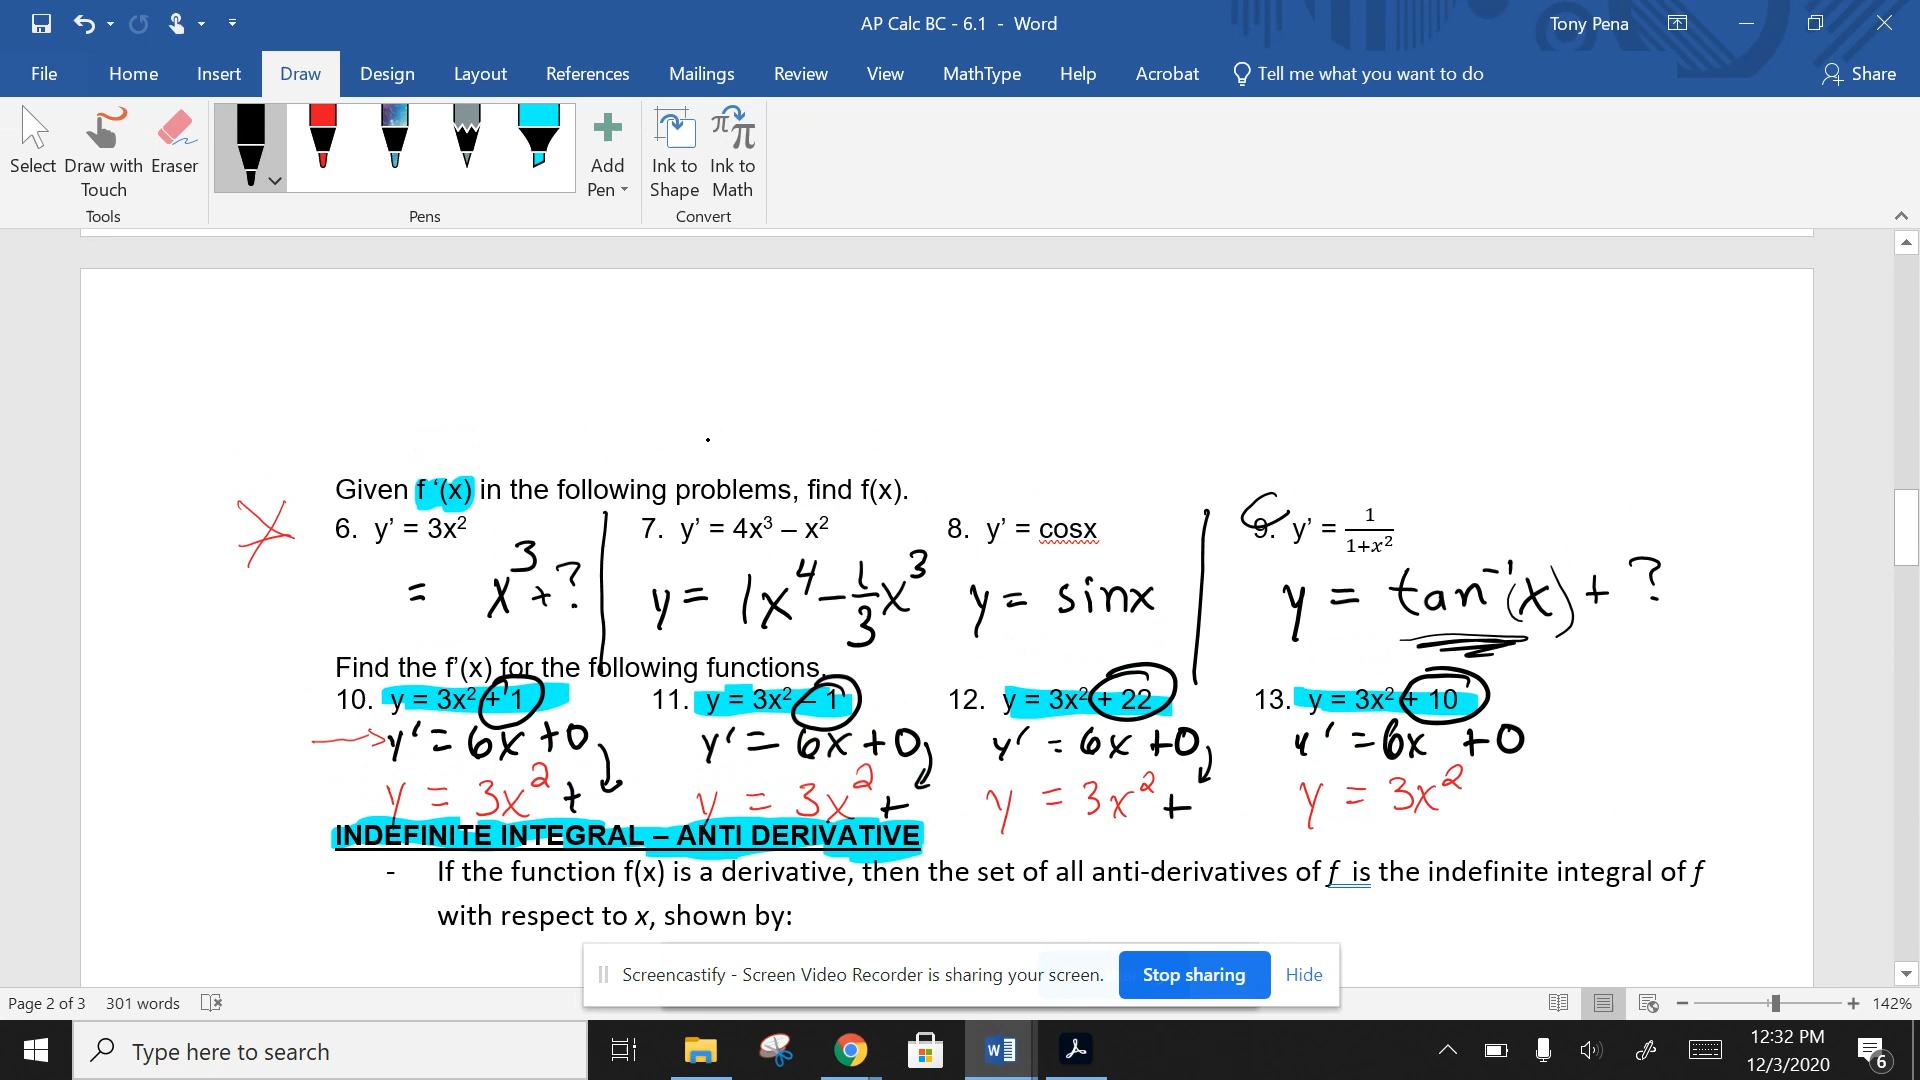 AP Calc BC - 6.1 - Word
Tony Pena
File Home Insert Draw Design Layout References Mailings Review View MathType Help Acrobat Tell me what you want to do Share
Select Draw with Touch Eraser
Add Pen
Ink to Shape Ink to Math
Tools Pens Convert
Given f '(x) in the following problems, find f(x).
6. y' = 3x² 7. y' = 4x³ – x² 8. y' = cosx 9. y' = 1/(1+x²)
= x³ + ? y = 1x⁴ – 1/3 x³ y = sinx y = tan⁻¹(x) + ?
Find the f'(x) for the following functions.
10. y = 3x² + 1 11. y = 3x² – 1 12. y = 3x² + 22 13. y = 3x² + 10
y' = 6x + 0 y' = 6x + 0 y' = 6x + 0 y' = 6x + 0
y = 3x² + y = 3x² + y = 3x² + y = 3x²
INDEFINITE INTEGRAL – ANTI DERIVATIVE
- If the function f(x) is a derivative, then the set of all anti-derivatives of f is the indefinite integral of f
with respect to x, shown by:
Screencastify - Screen Video Recorder is sharing your screen. Stop sharing Hide
Page 2 of 3 301 words 142%
Type here to search
12:32 PM
12/3/2020
6